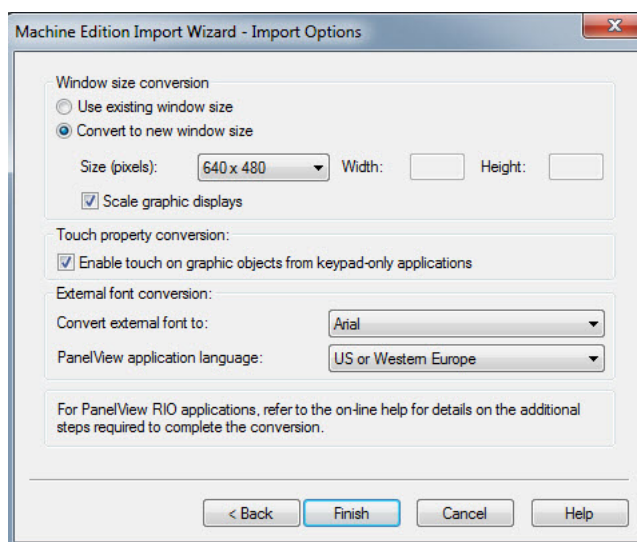 Machine Edition Import Wizard - Import Options
Window size conversion
Use existing window size
Convert to new window size
Size (pixels): 640 x 480 Width: Height:
Scale graphic displays
Touch property conversion:
Enable touch on graphic objects from keypad-only applications
External font conversion:
Convert external font to: Arial
PanelView application language: US or Western Europe
For PanelView RIO applications, refer to the on-line help for details on the additional
steps required to complete the conversion.
< Back Finish Cancel Help